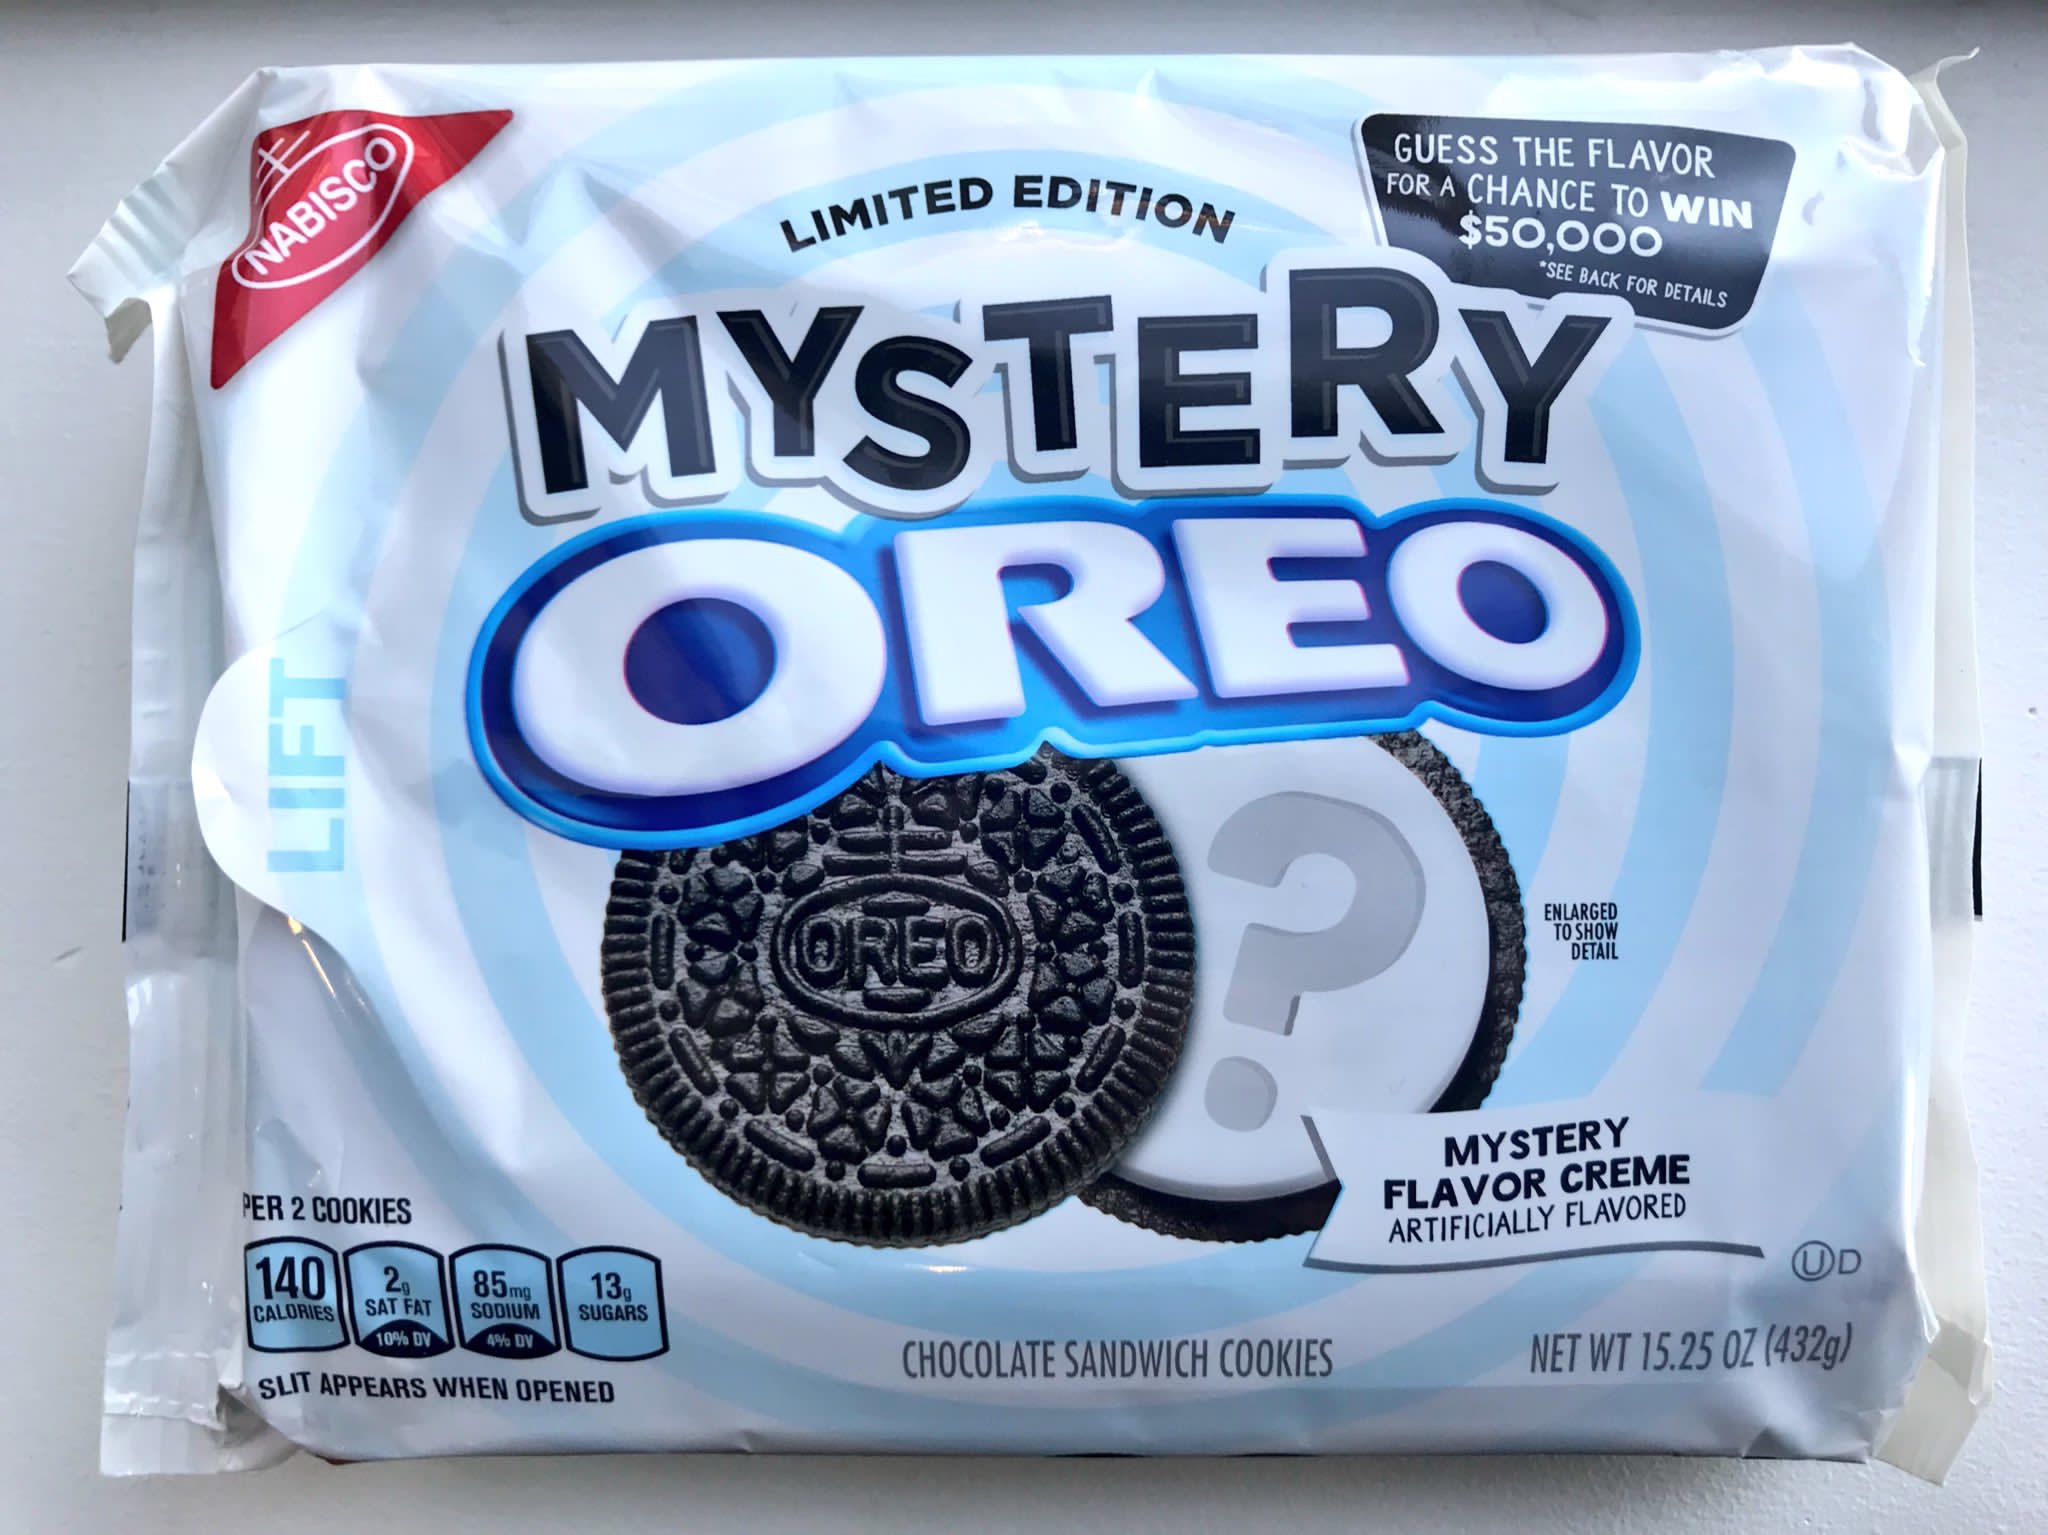 NABISCO
LIMITED EDITION
GUESS THE FLAVOR
FOR A CHANCE TO WIN
$50,000
*SEE BACK FOR DETAILS
MYSTERY
OREO
LIFT
OREO
?
ENLARGED
TO SHOW
DETAIL
MYSTERY
FLAVOR CREME
ARTIFICIALLY FLAVORED
UD
PER 2 COOKIES
140 CALORIES
2g SAT FAT 10% DV
85mg SODIUM 4% DV
13g SUGARS
SLIT APPEARS WHEN OPENED
CHOCOLATE SANDWICH COOKIES
NET WT 15.25 OZ (432g)